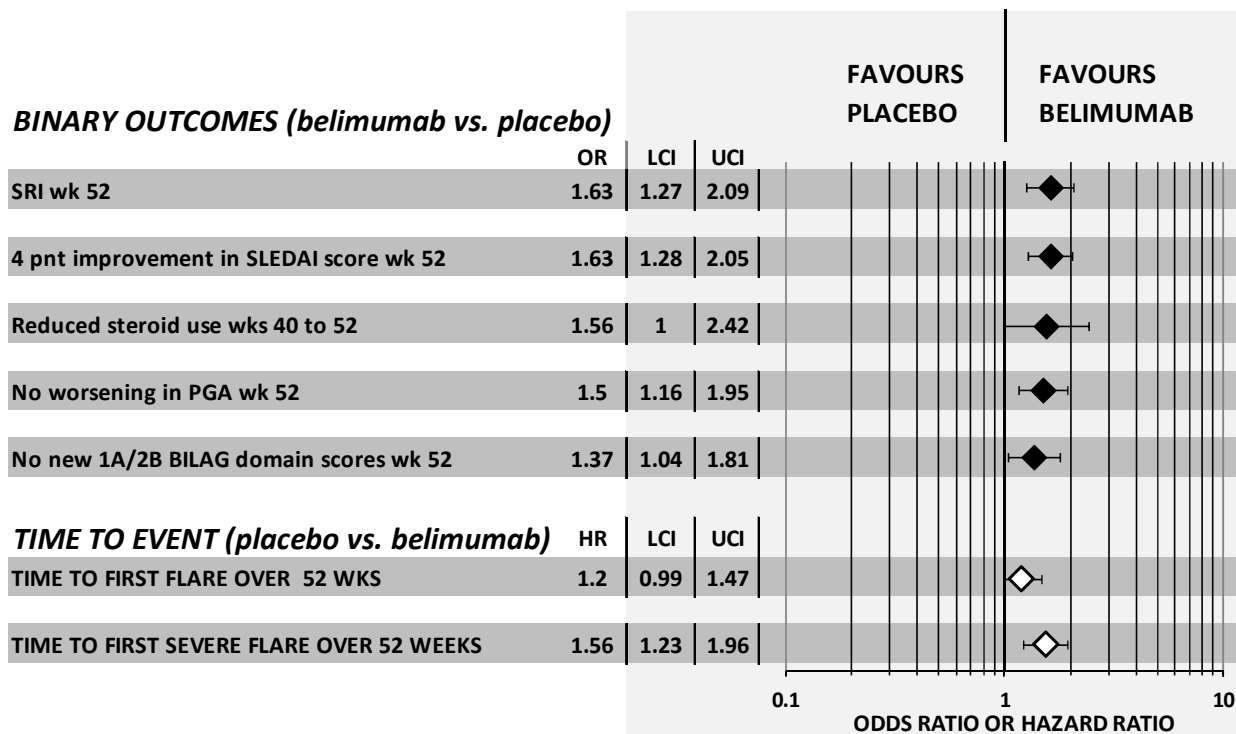 FAVOURS FAVOURS
PLACEBO BELIMUMAB
BINARY OUTCOMES (belimumab vs. placebo)
OR LCI UCI
SRI wk 52 1.63 1.27 2.09
4 pnt improvement in SLEDAI score wk 52 1.63 1.28 2.05
Reduced steroid use wks 40 to 52 1.56 1 2.42
No worsening in PGA wk 52 1.5 1.16 1.95
No new 1A/2B BILAG domain scores wk 52 1.37 1.04 1.81
TIME TO EVENT (placebo vs. belimumab) HR LCI UCI
TIME TO FIRST FLARE OVER 52 WKS 1.2 0.99 1.47
TIME TO FIRST SEVERE FLARE OVER 52 WEEKS 1.56 1.23 1.96
0.1 1 10
ODDS RATIO OR HAZARD RATIO